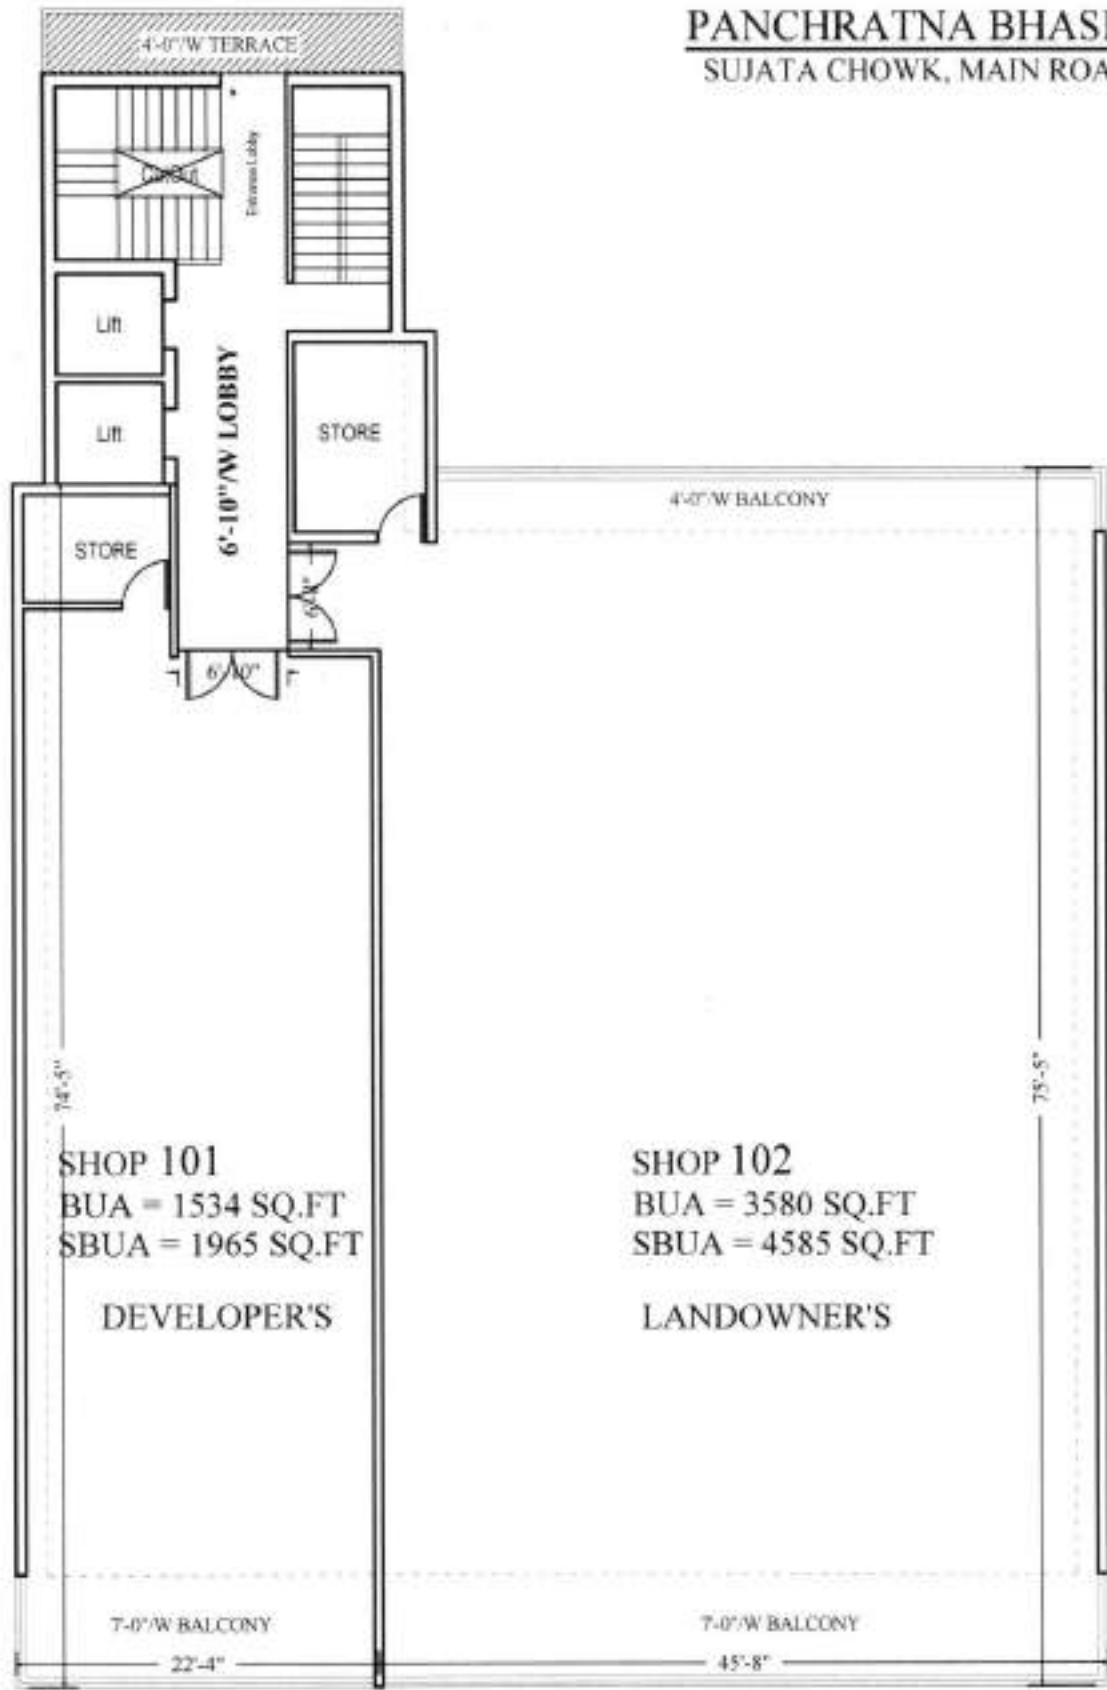 PANCHRATNA BHAS
SUJATA CHOWK, MAIN ROA
4'-0"/W TERRACE
Entrance Lobby
Lift
Lift
6'-10"/W LOBBY
STORE
STORE
4'-0"/W BALCONY
6'-10"
74'-5"
75'-5"
SHOP 101
BUA = 1534 SQ.FT
SBUA = 1965 SQ.FT
DEVELOPER'S
SHOP 102
BUA = 3580 SQ.FT
SBUA = 4585 SQ.FT
LANDOWNER'S
7'-0"/W BALCONY
7'-0"/W BALCONY
22'-4"
45'-8"